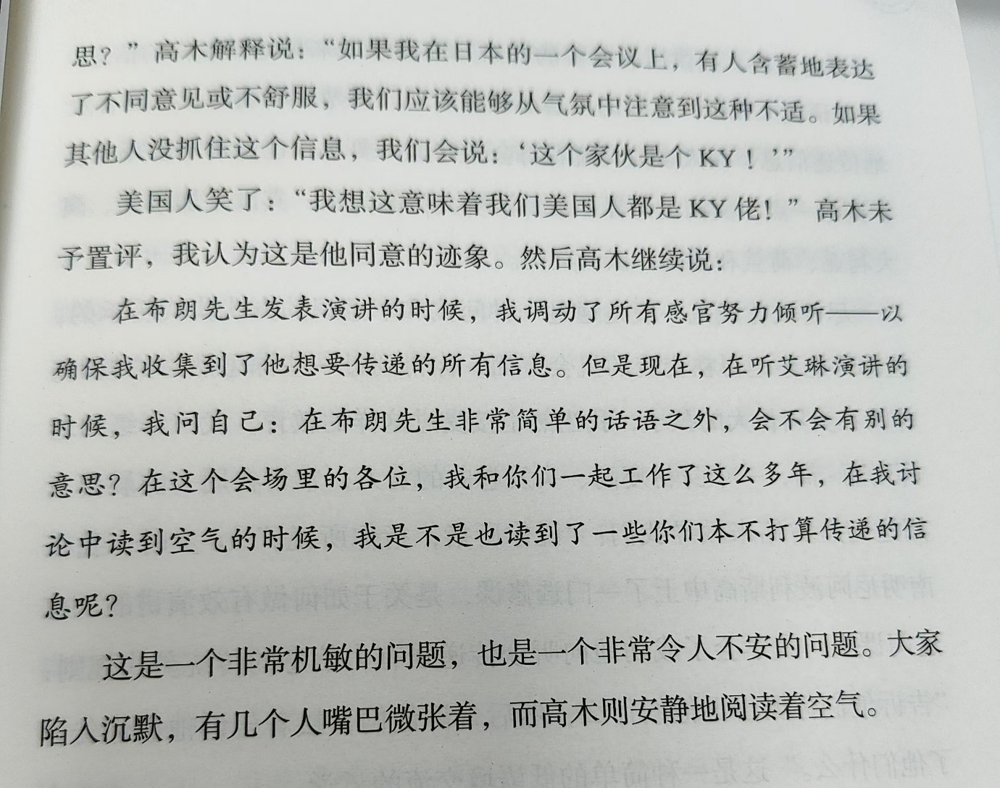 思？”高木解释说：“如果我在日本的一个会议上，有人含蓄地表达
了不同意见或不舒服，我们应该能够从气氛中注意到这种不适。如果
其他人没抓住这个信息，我们会说：‘这个家伙是个 KY！’”
美国人笑了：“我想这意味着我们美国人都是 KY 佬！”高木未
予置评，我认为这是他同意的迹象。然后高木继续说：
在布朗先生发表演讲的时候，我调动了所有感官努力倾听——以
确保我收集到了他想要传递的所有信息。但是现在，在听艾琳演讲的
时候，我问自己：在布朗先生非常简单的话语之外，会不会有别的
意思？在这个会场里的各位，我和你们一起工作了这么多年，在我讨
论中读到空气的时候，我是不是也读到了一些你们本不打算传递的信
息呢？
这是一个非常机敏的问题，也是一个非常令人不安的问题。大家
陷入沉默，有几个人嘴巴微张着，而高木则安静地阅读着空气。